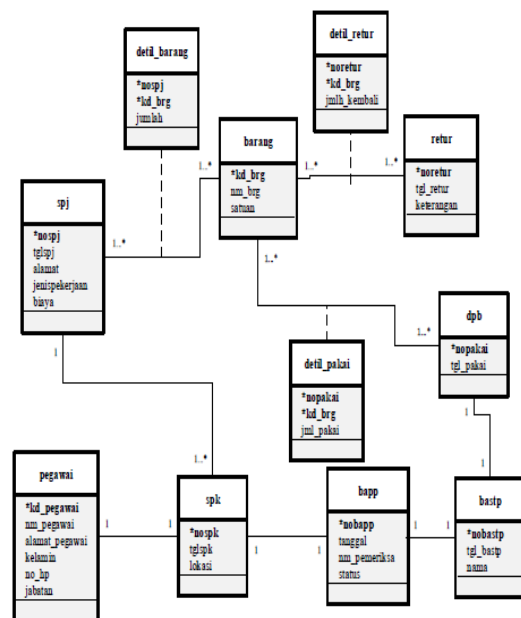 detil_barang
*nospj
*kd_brg
jumlah
detil_retur
*noretur
*kd_brg
jmlh_kembali
barang
*kd_brg
nm_brg
satuan
retur
*noretur
tgl_retur
keterangan
1..*
1..*
1..*
1..*
spj
*nospj
tglspj
alamat
jenispekerjaan
biaya
1..*
1..*
dpb
*nopakai
tgl_pakai
1..*
detil_pakai
*nopakai
*kd_brg
jml_pakai
1
1
1..*
1
pegawai
*kd_pegawai
nm_pegawai
alamat_pegawai
kelamin
no_hp
jabatan
spk
*nospk
tglspk
lokasi
bapp
*nobapp
tanggal
nm_pemeriksa
status
bastp
*nobastp
tgl_bastp
nama
1
1
1
1
1
1